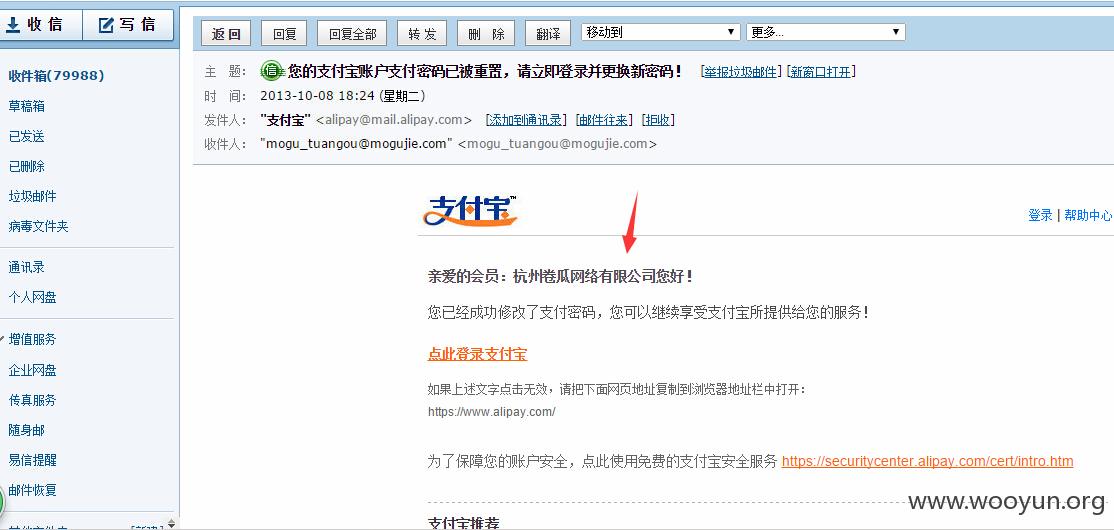 收 信 写 信
返 回 回复 回复全部 转 发 删 除 翻译 移动到 更多...
收件箱(79988)
草稿箱
已发送
已删除
垃圾邮件
病毒文件夹
通讯录
个人网盘
增值服务
企业网盘
传真服务
随身邮
易信提醒
邮件恢复
[新建]
主 题： 信 您的支付宝账户支付密码已被重置，请立即登录并更换新密码！ [举报垃圾邮件] [新窗口打开]
时 间： 2013-10-08 18:24 (星期二)
发件人： "支付宝" <alipay@mail.alipay.com> [添加到通讯录] [邮件往来] [拒收]
收件人： "mogu_tuangou@mogujie.com" <mogu_tuangou@mogujie.com>
支付宝™
登录 | 帮助中心
亲爱的会员：杭州卷瓜网络有限公司您好！
您已经成功修改了支付密码，您可以继续享受支付宝所提供给您的服务！
点此登录支付宝
如果上述文字点击无效，请把下面网页地址复制到浏览器地址栏中打开：
https://www.alipay.com/
为了保障您的账户安全，点此使用免费的支付宝安全服务 https://securitycenter.alipay.com/cert/intro.htm
支付宝推荐
www.wooyun.org